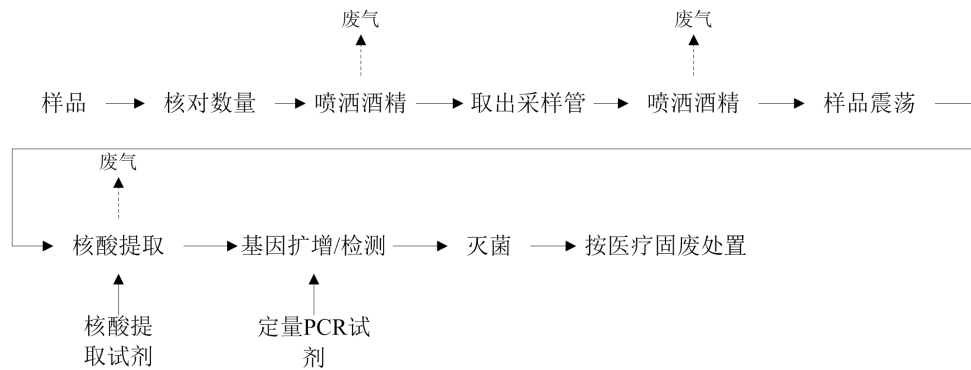 废气
废气
样品
核对数量
喷洒酒精
取出采样管
喷洒酒精
样品震荡
废气
核酸提取
基因扩增/检测
灭菌
按医疗固废处置
核酸提
取试剂
定量PCR试
剂